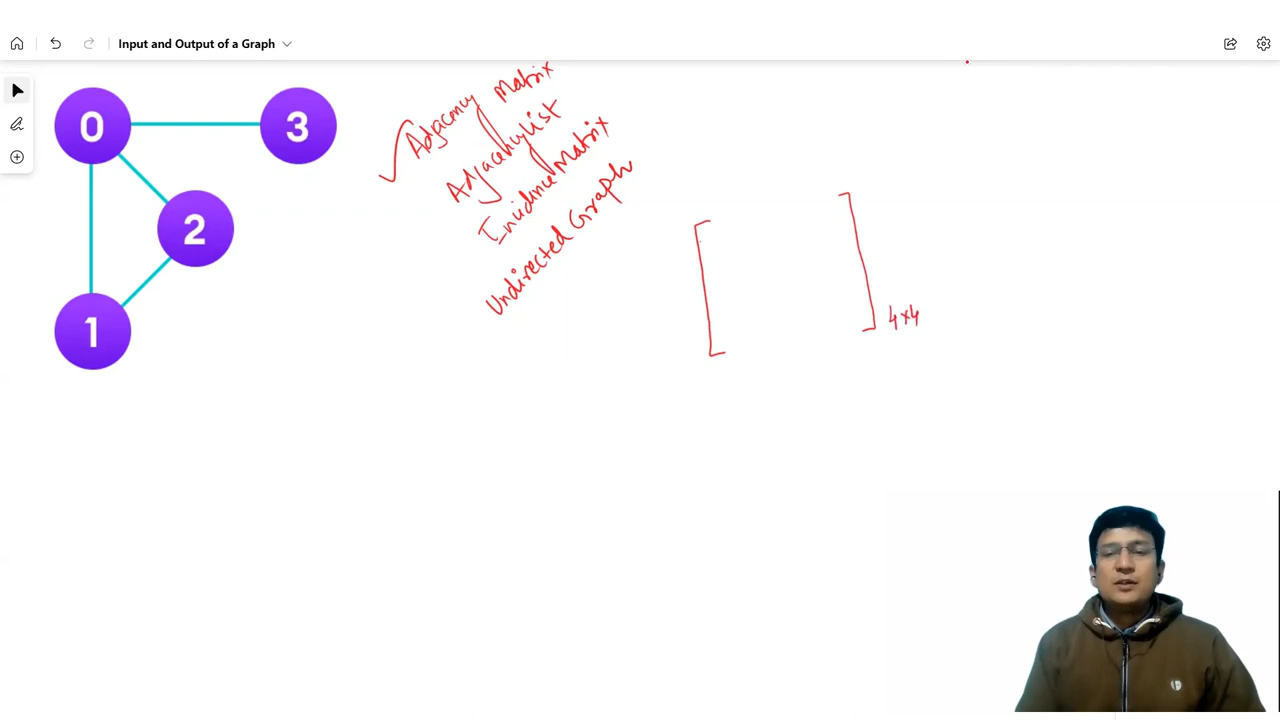 Input and Output of a Graph
0
3
2
1
Adjacency Matrix
Adjacency List
Incidence Matrix
Undirected Graph
4x4